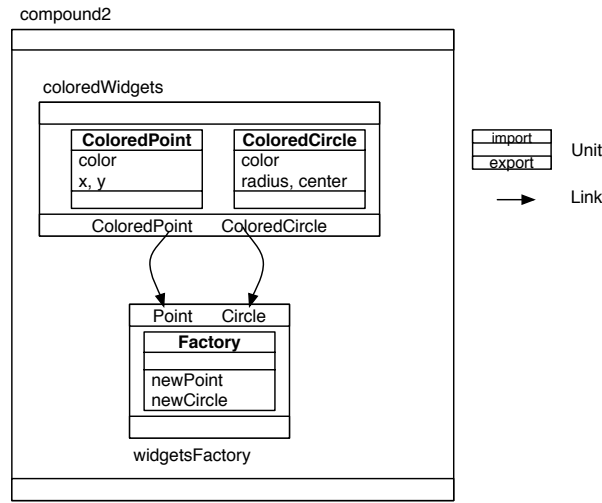 compound2
coloredWidgets
ColoredPoint
color
x, y
ColoredCircle
color
radius, center
ColoredPoint ColoredCircle
Point Circle
Factory
newPoint
newCircle
widgetsFactory
import
export
Unit
Link